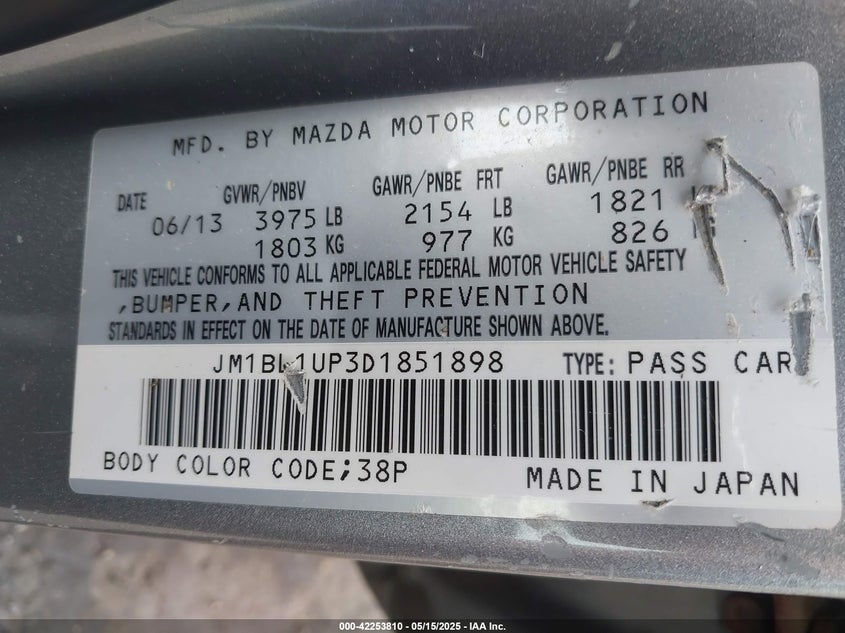 MFD. BY MAZDA MOTOR CORPORATION
DATE GVWR/PNBV GAWR/PNBE FRT GAWR/PNBE RR
06/13 3975 LB 2154 LB 1821
1803 KG 977 KG 826 KG
THIS VEHICLE CONFORMS TO ALL APPLICABLE FEDERAL MOTOR VEHICLE SAFETY
,BUMPER,AND THEFT PREVENTION
STANDARDS IN EFFECT ON THE DATE OF MANUFACTURE SHOWN ABOVE.
JM1BL1UP3D1851898 TYPE: PASS CAR
BODY COLOR CODE;38P MADE IN JAPAN
000-42253810 - 05/15/2025 - IAA Inc.